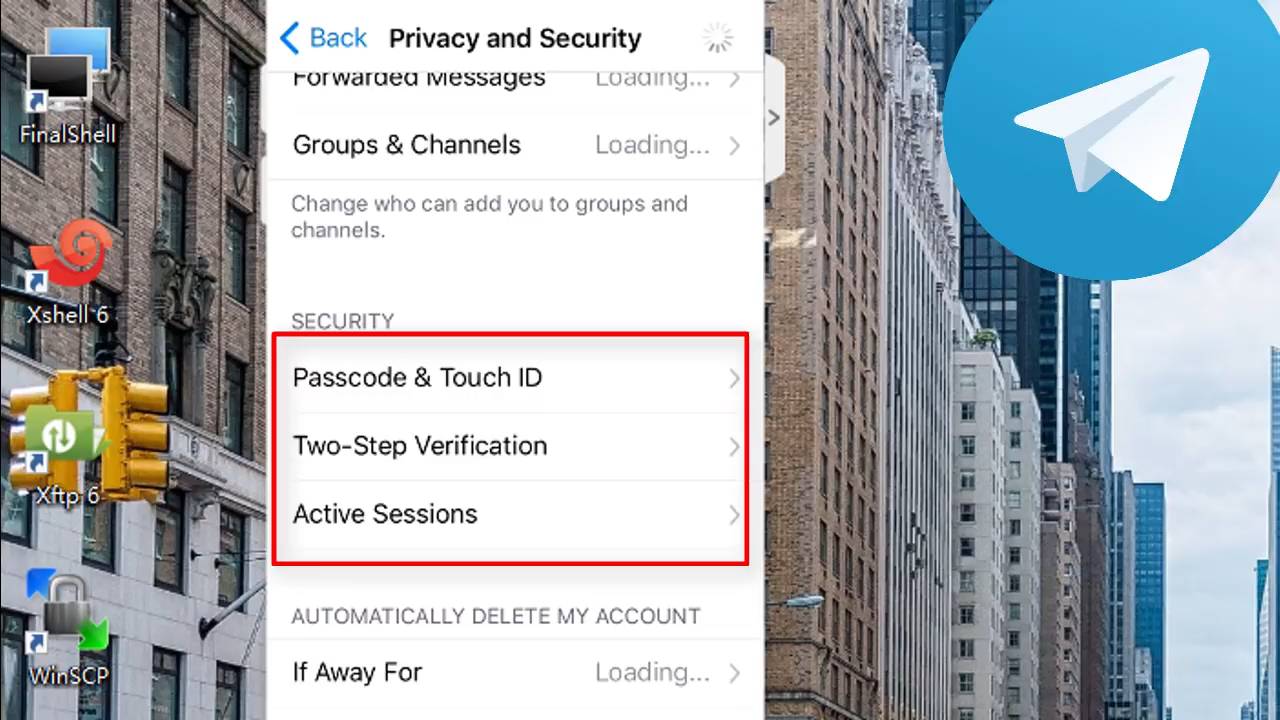 FinalShell
Xshell 6
Xftp 6
WinSCP
Back
Privacy and Security
Forwarded Messages Loading...
Groups & Channels Loading...
Change who can add you to groups and
channels.
SECURITY
Passcode & Touch ID
Two-Step Verification
Active Sessions
AUTOMATICALLY DELETE MY ACCOUNT
If Away For Loading...